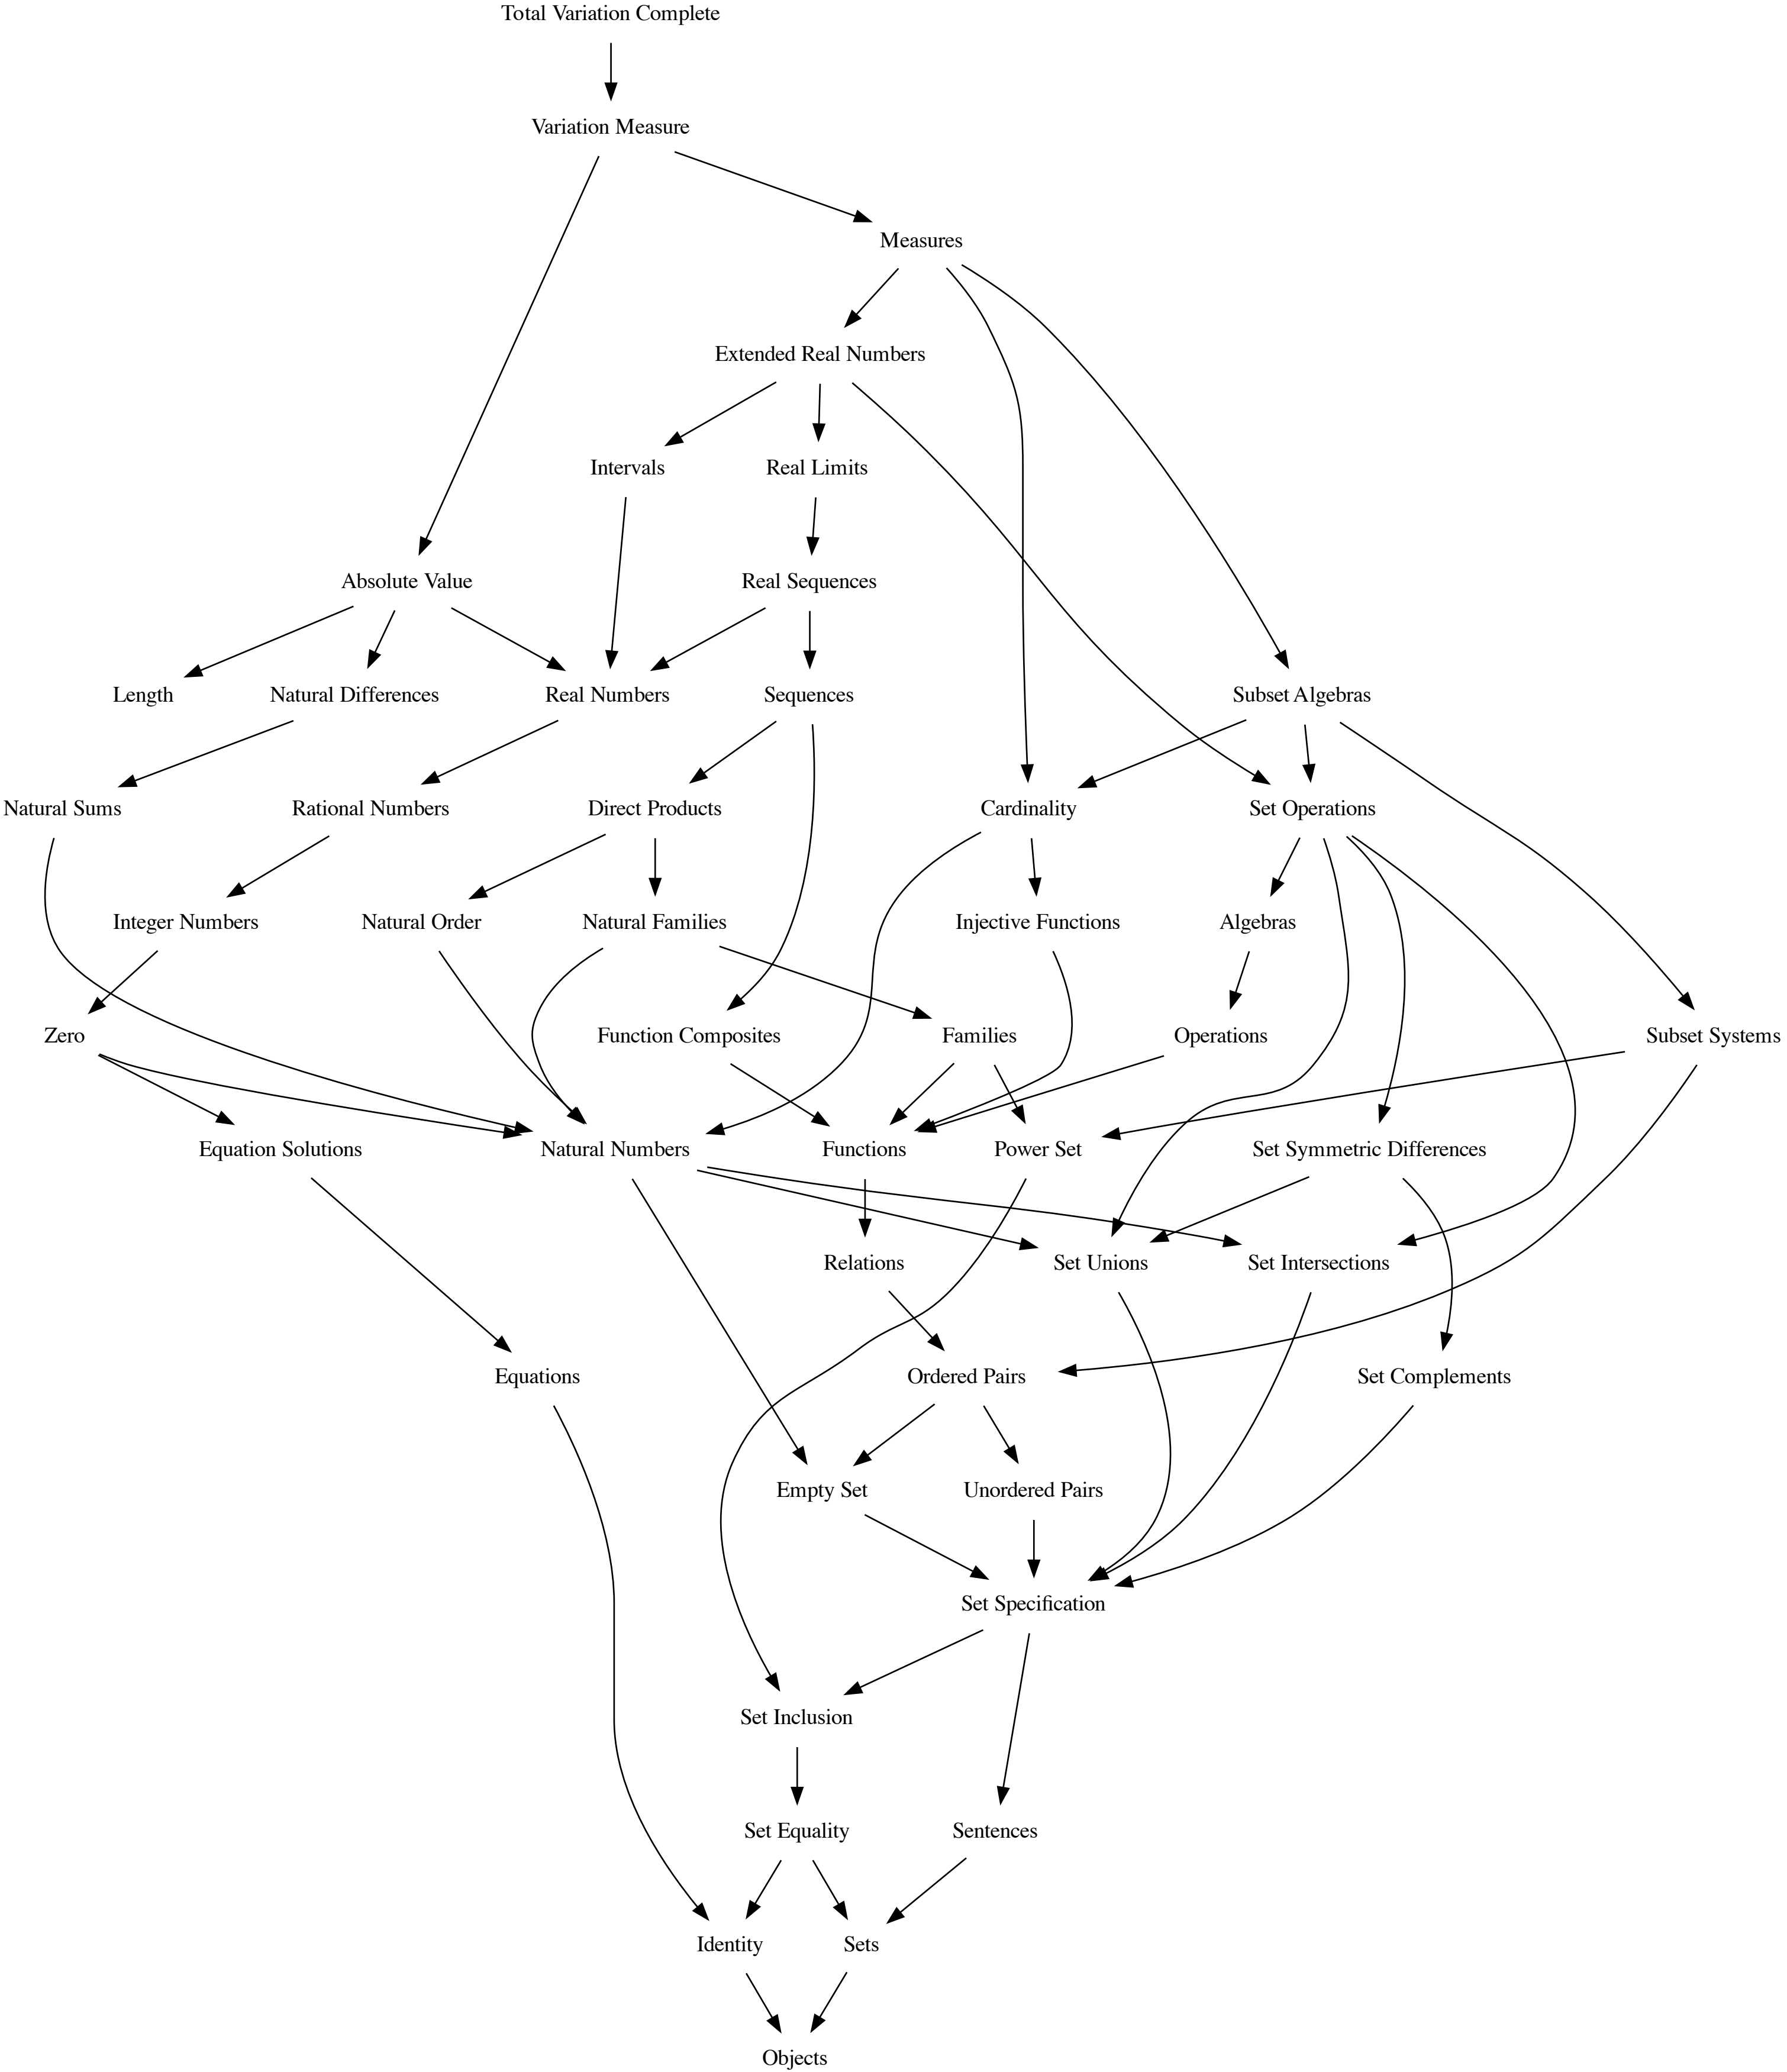 Total Variation Complete
Variation Measure
Measures
Extended Real Numbers
Intervals
Real Limits
Absolute Value
Real Sequences
Length
Natural Differences
Real Numbers
Sequences
Subset Algebras
Natural Sums
Rational Numbers
Direct Products
Cardinality
Set Operations
Integer Numbers
Natural Order
Natural Families
Injective Functions
Algebras
Zero
Function Composites
Families
Operations
Subset Systems
Equation Solutions
Natural Numbers
Functions
Power Set
Set Symmetric Differences
Relations
Set Unions
Set Intersections
Equations
Ordered Pairs
Set Complements
Empty Set
Unordered Pairs
Set Specification
Set Inclusion
Set Equality
Sentences
Identity
Sets
Objects